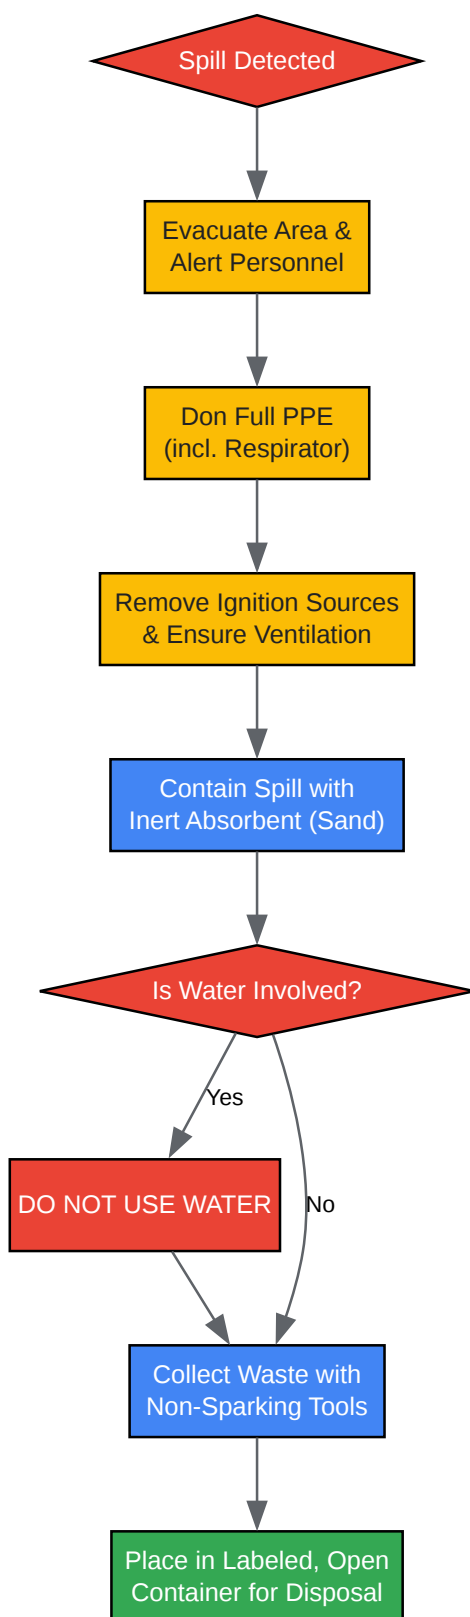 Spill Detected
Evacuate Area &
Alert Personnel
Don Full PPE
(incl. Respirator)
Remove Ignition Sources
& Ensure Ventilation
Contain Spill with
Inert Absorbent (Sand)
Is Water Involved?
Yes
DO NOT USE WATER
No
Collect Waste with
Non-Sparking Tools
Place in Labeled, Open
Container for Disposal